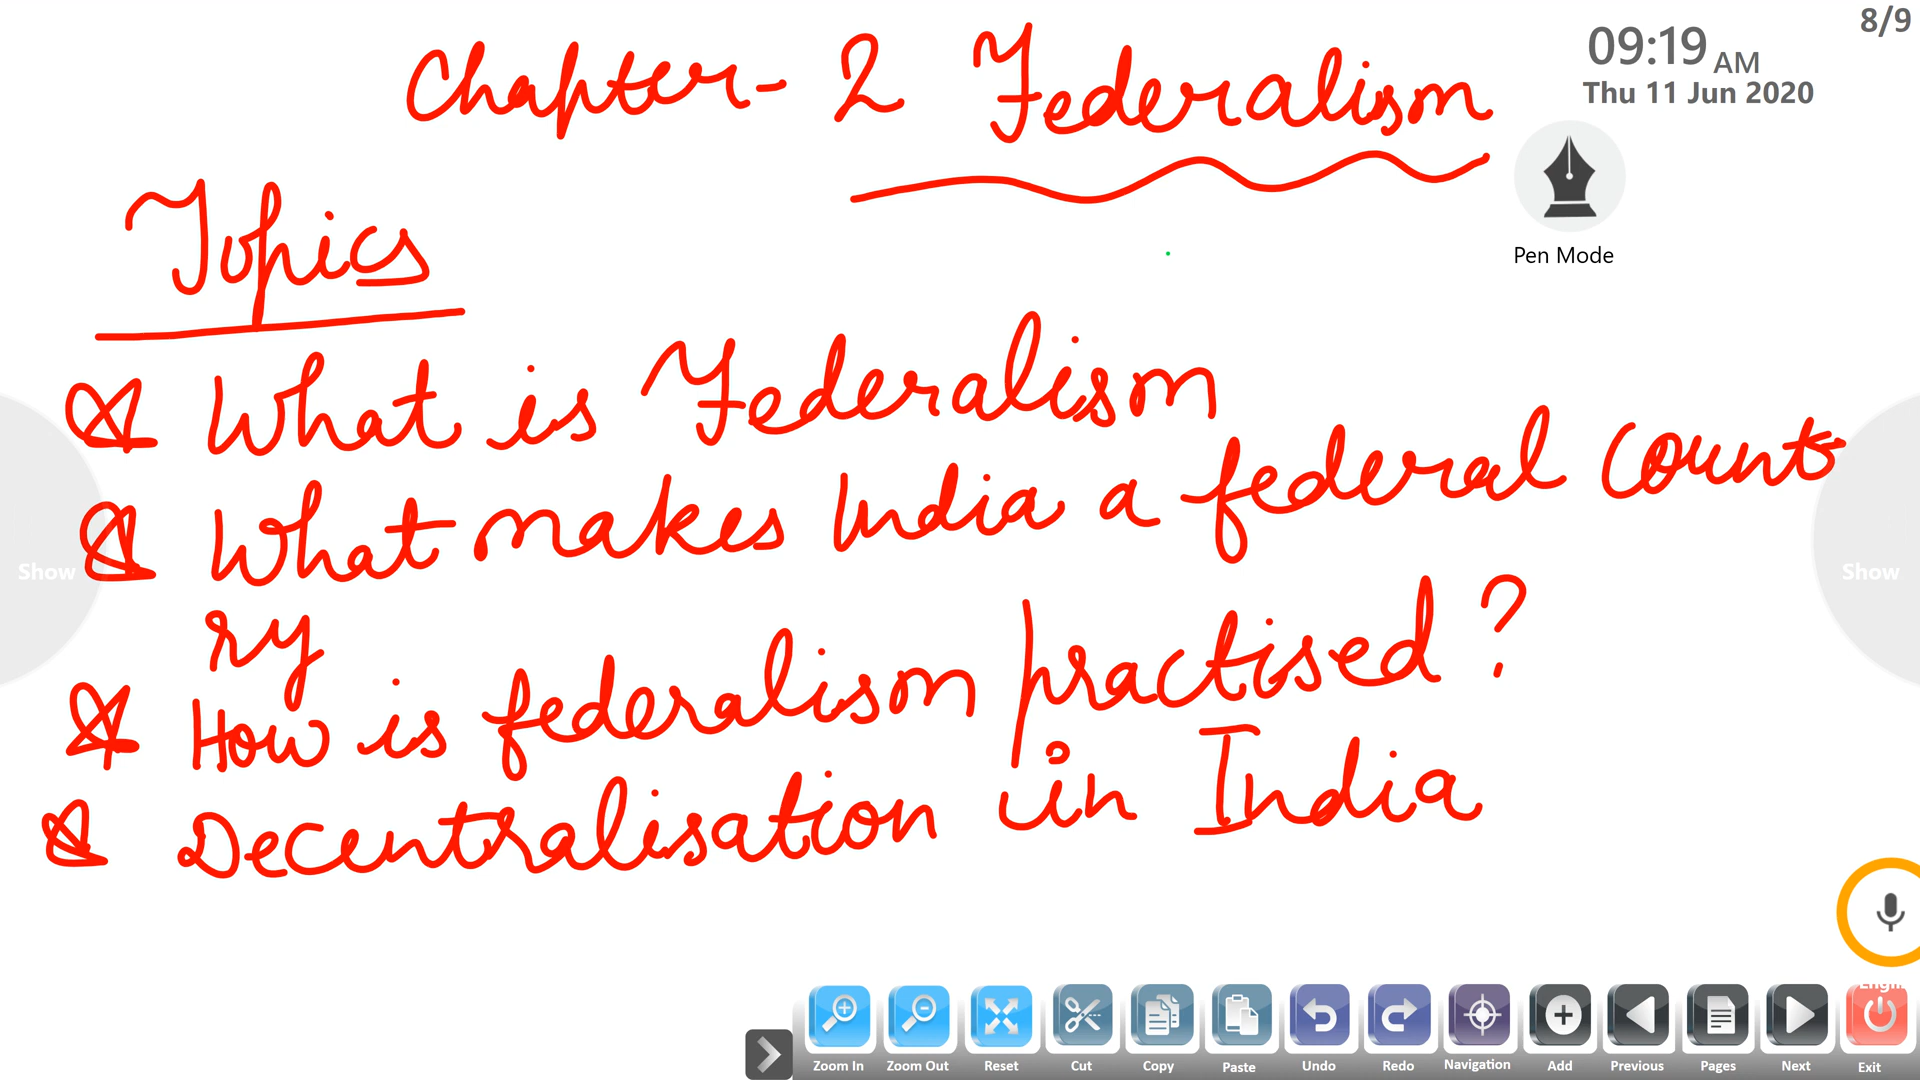 8/9
Chapter- 2 Federalism
09:19 AM
Thu 11 Jun 2020
Pen Mode
Topics
What is Federalism
What makes India a federal count
ry
Show
Show
How is federalism practised?
Decentralisation in India
Zoom In Zoom Out Reset Cut Copy Paste Undo Redo Navigation Add Previous Pages Next Exit